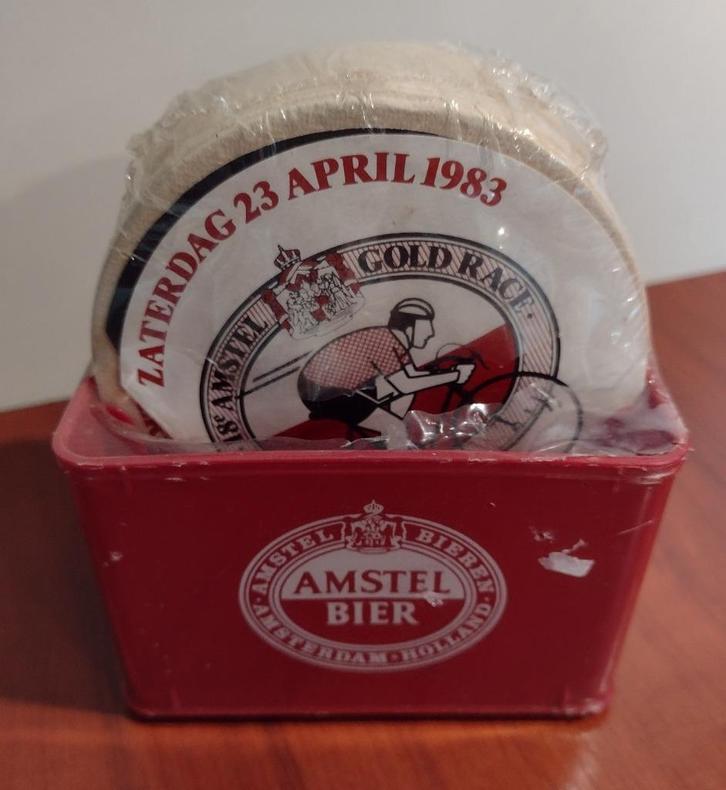 ZATERDAG 23 APRIL 1983
18e AMSTEL GOLD RACE
AMSTEL BIEREN
AMSTEL
BIER
AMSTERDAM·HOLLAND